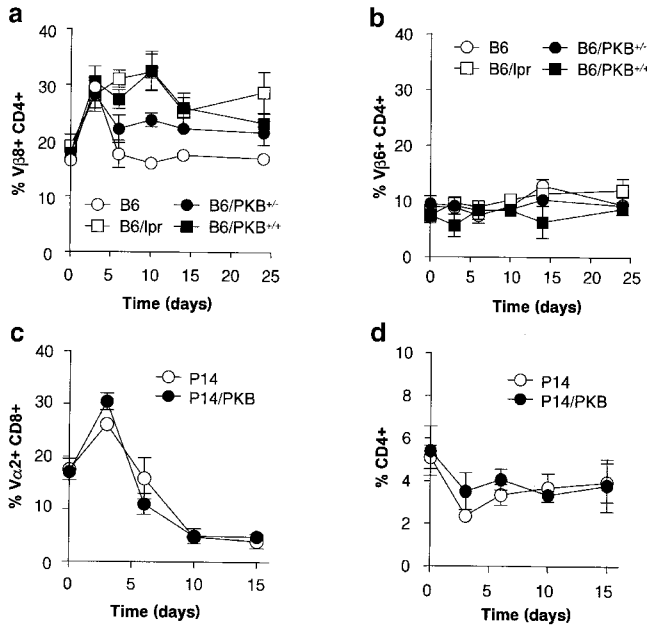 a
% Vβ8+ CD4+
40
30
20
10
0
B6
B6/PKB+/-
B6/lpr
B6/PKB+/+
0 5 10 15 20 25
Time (days)
b
% Vβ6+ CD4+
40
30
20
10
0
B6
B6/PKB+/-
B6/lpr
B6/PKB+/+
0 5 10 15 20 25
Time (days)
c
% Vα2+ CD8+
40
30
20
10
0
P14
P14/PKB
0 5 10 15
Time (days)
d
% CD4+
10
8
6
4
2
0
P14
P14/PKB
0 5 10 15
Time (days)